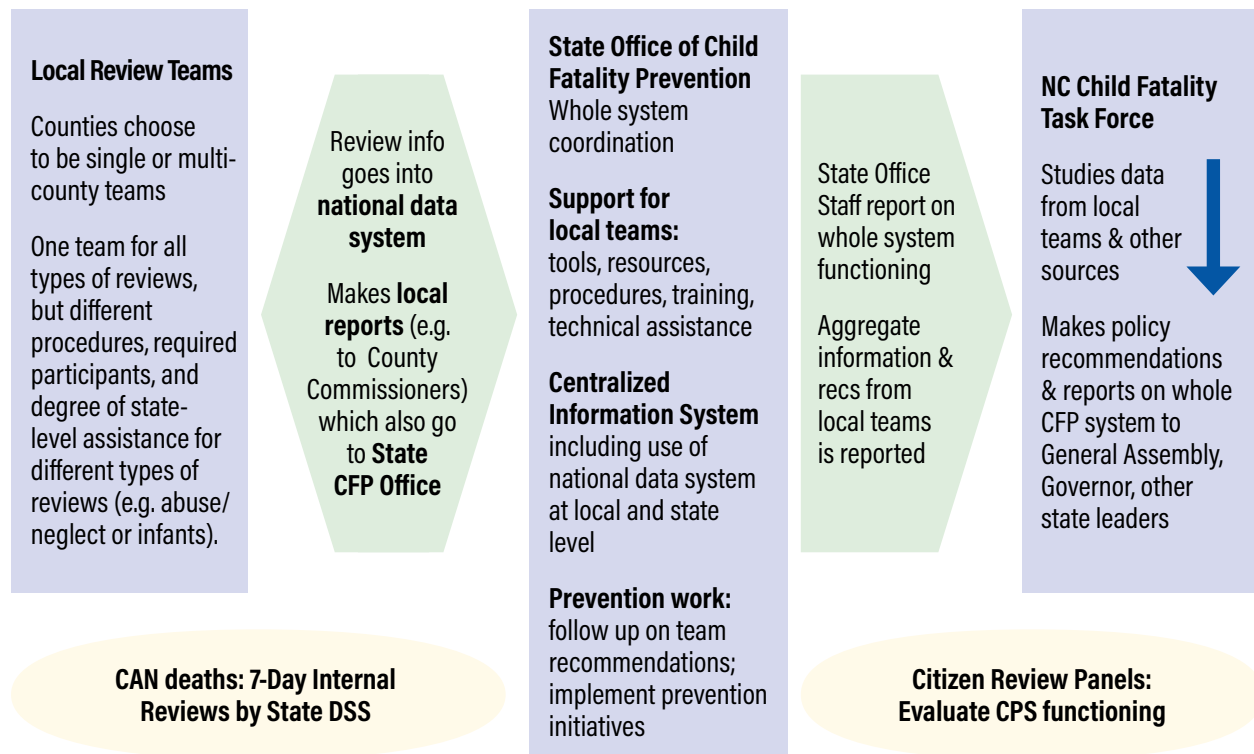 Local Review Teams
Counties choose
to be single or multi-
county teams
One team for all
types of reviews,
but different
procedures, required
participants, and
degree of state-
level assistance for
different types of
reviews (e.g. abuse/
neglect or infants).
Review info
goes into
national data
system
Makes local
reports (e.g.
to County
Commissioners)
which also go
to State
CFP Office
State Office of Child
Fatality Prevention
Whole system
coordination
Support for
local teams:
tools, resources,
procedures, training,
technical assistance
Centralized
Information System
including use of
national data system
at local and state
level
Prevention work:
follow up on team
recommendations;
implement prevention
initiatives
State Office
Staff report on
whole system
functioning
Aggregate
information &
recs from
local teams
is reported
NC Child Fatality
Task Force
Studies data
from local
teams & other
sources
Makes policy
recommendations
& reports on whole
CFP system to
General Assembly,
Governor, other
state leaders
CAN deaths: 7-Day Internal
Reviews by State DSS
Citizen Review Panels:
Evaluate CPS functioning